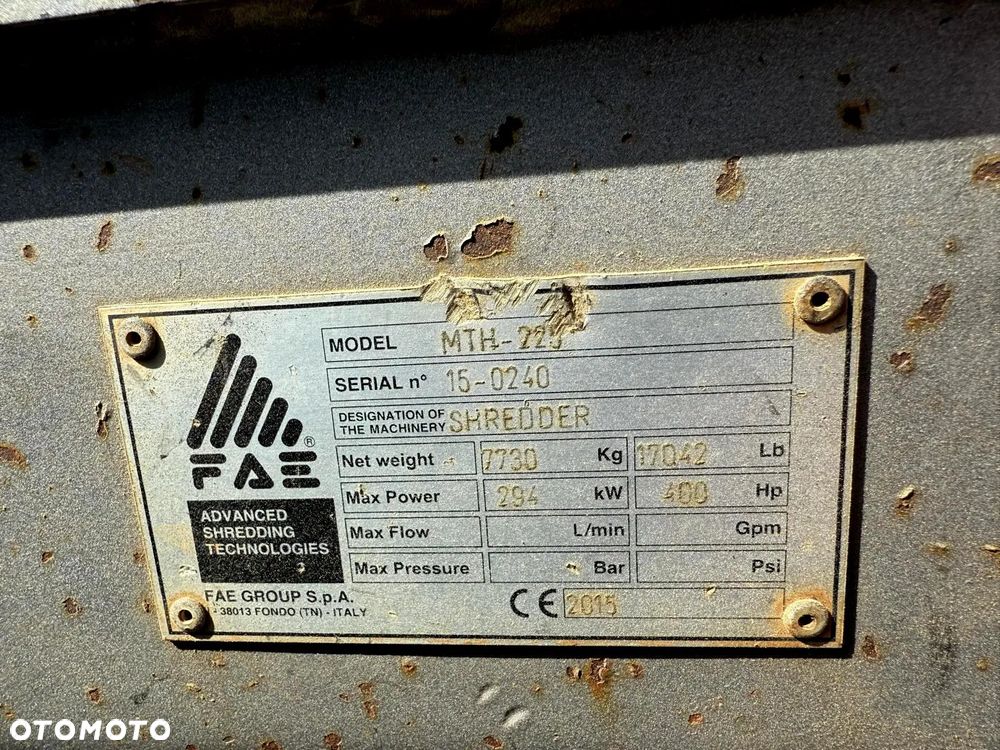 MODEL MTH-225
SERIAL n° 15-0240
DESIGNATION OF
THE MACHINERY SHREDDER
Net weight 7730 Kg 17042 Lb
Max Power 294 kW 400 Hp
Max Flow L/min Gpm
Max Pressure Bar Psi
®
FAE
ADVANCED
SHREDDING
TECHNOLOGIES
FAE GROUP S.p.A.
- 38013 FONDO (TN) - ITALY
CE 2015
OTOMOTO